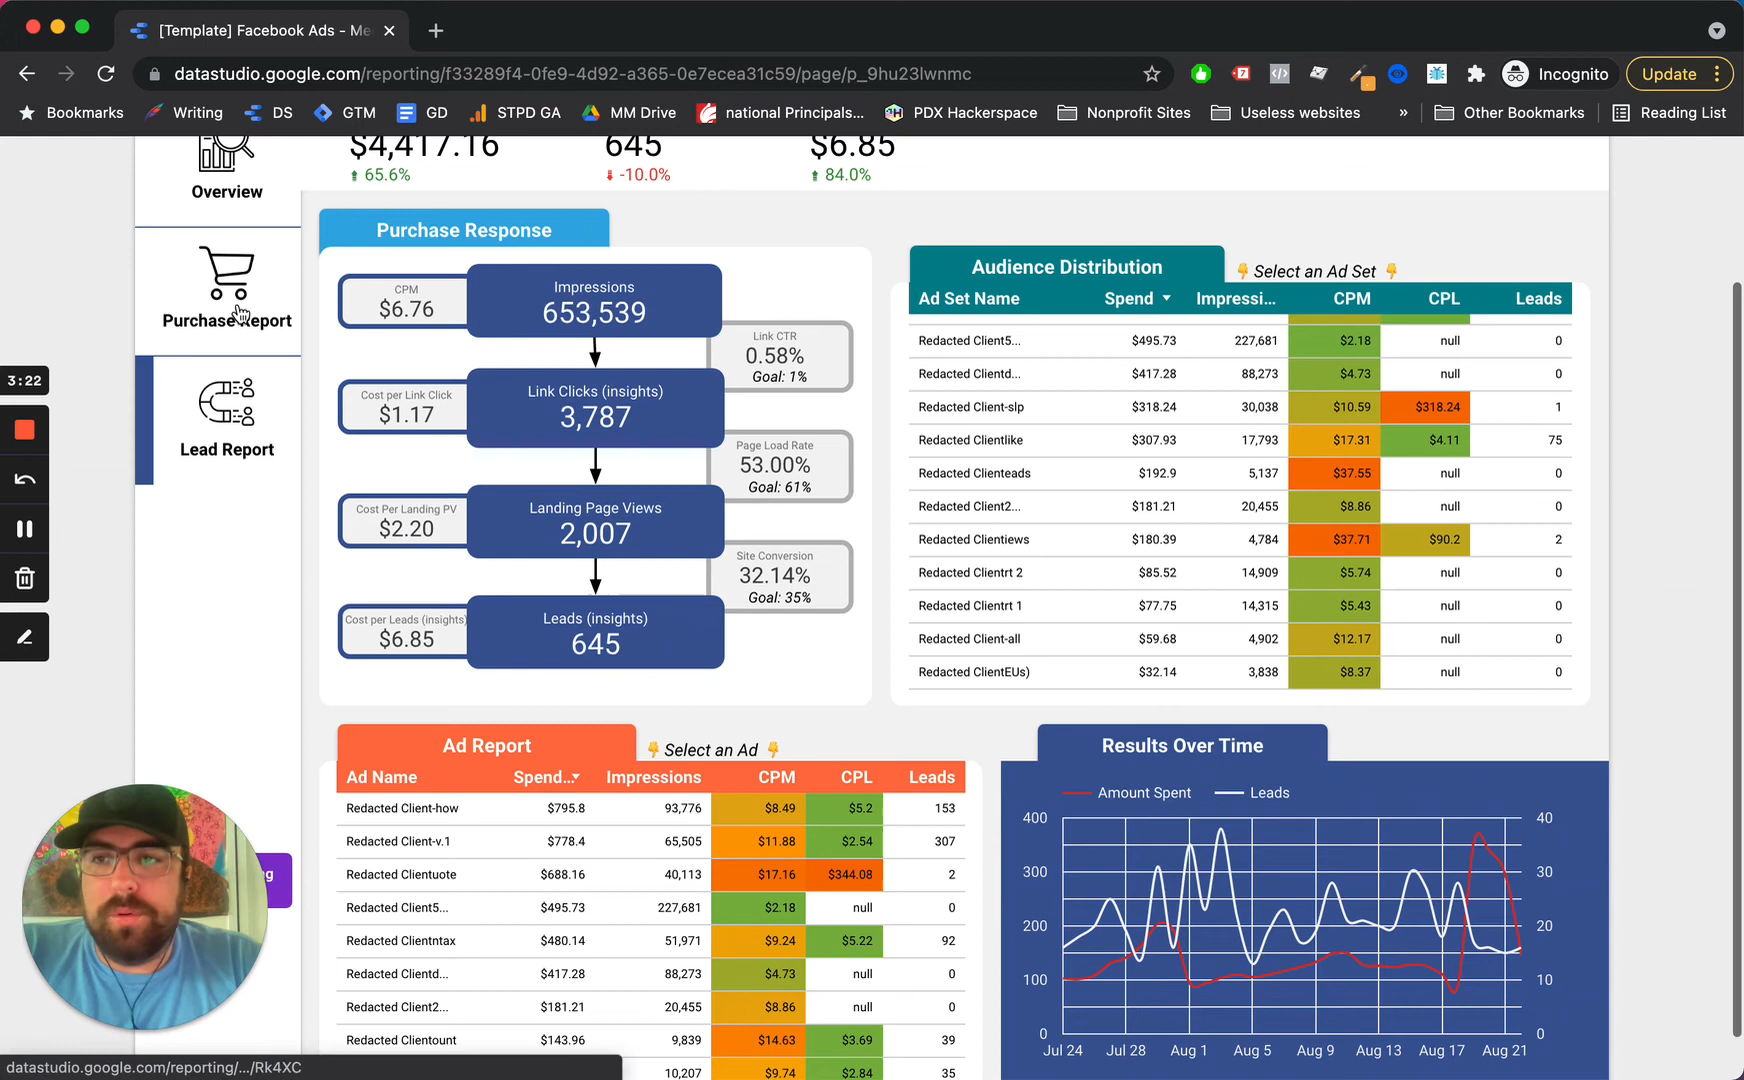 [Template] Facebook Ads - Me
datastudio.google.com/reporting/f33289f4-0fe9-4d92-a365-0e7ecea31c59/page/p_9hu23lwnmc
7
Incognito
Update
Bookmarks
Writing
DS
GTM
GD
STPD GA
MM Drive
national Principals...
PDX Hackerspace
Nonprofit Sites
Useless websites
»
Other Bookmarks
Reading List
$4,417.16
645
$6.85
65.6%
-10.0%
84.0%
Overview
Purchase Report
Lead Report
3:22
Purchase Response
CPM
$6.76
Impressions
653,539
Link CTR
0.58%
Goal: 1%
Cost per Link Click
$1.17
Link Clicks (insights)
3,787
Page Load Rate
53.00%
Goal: 61%
Cost Per Landing PV
$2.20
Landing Page Views
2,007
Site Conversion
32.14%
Goal: 35%
Cost per Leads (insights)
$6.85
Leads (insights)
645
Audience Distribution
Select an Ad Set
Ad Set Name Spend Impressi... CPM CPL Leads
Redacted Client5... $495.73 227,681 $2.18 null 0
Redacted Clientd... $417.28 88,273 $4.73 null 0
Redacted Client-slp $318.24 30,038 $10.59 $318.24 1
Redacted Clientlike $307.93 17,793 $17.31 $4.11 75
Redacted Clienteads $192.9 5,137 $37.55 null 0
Redacted Client2... $181.21 20,455 $8.86 null 0
Redacted Clientiews $180.39 4,784 $37.71 $90.2 2
Redacted Clientrt 2 $85.52 14,909 $5.74 null 0
Redacted Clientrt 1 $77.75 14,315 $5.43 null 0
Redacted Client-all $59.68 4,902 $12.17 null 0
Redacted ClientEUs) $32.14 3,838 $8.37 null 0
Ad Report
Select an Ad
Ad Name Spend... Impressions CPM CPL Leads
Redacted Client-how $795.8 93,776 $8.49 $5.2 153
Redacted Client-v.1 $778.4 65,505 $11.88 $2.54 307
Redacted Clientuote $688.16 40,113 $17.16 $344.08 2
Redacted Client5... $495.73 227,681 $2.18 null 0
Redacted Clientntax $480.14 51,971 $9.24 $5.22 92
Redacted Clientd... $417.28 88,273 $4.73 null 0
Redacted Client2... $181.21 20,455 $8.86 null 0
Redacted Clientount $143.96 9,839 $14.63 $3.69 39
10,207 $9.74 $2.84 35
Results Over Time
Amount Spent Leads
400 40
300 30
200 20
100 10
0 0
Jul 24 Jul 28 Aug 1 Aug 5 Aug 9 Aug 13 Aug 17 Aug 21
g
datastudio.google.com/reporting/.../Rk4XC